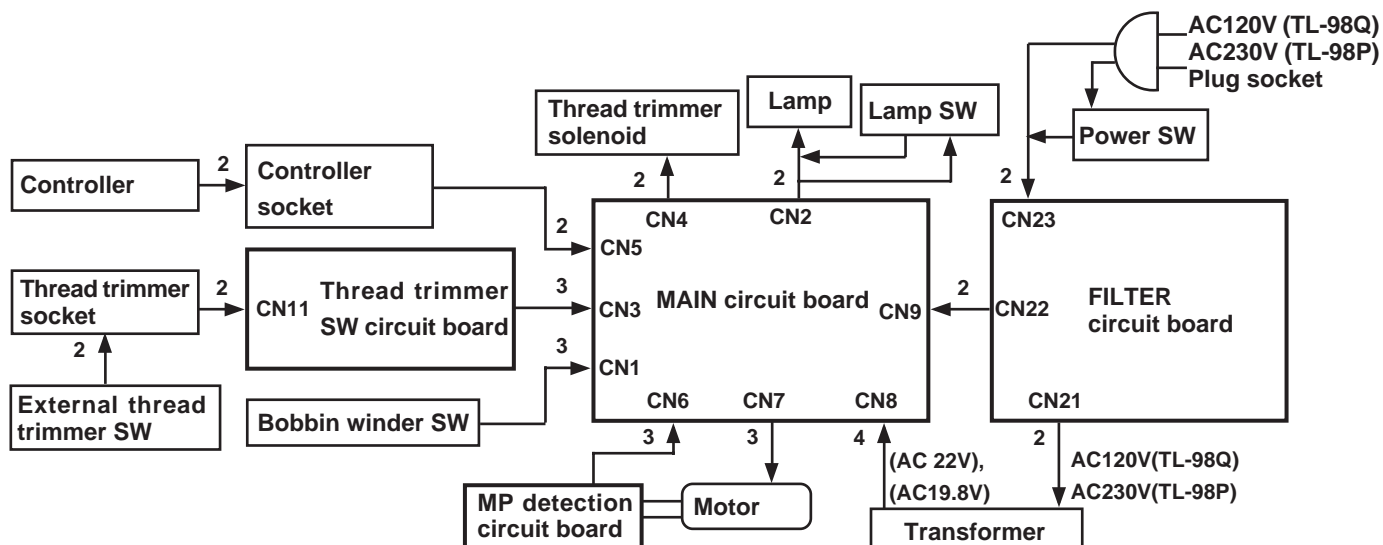 AC120V (TL-98Q)
AC230V (TL-98P)
Plug socket
Power SW
Thread trimmer
solenoid
Lamp
Lamp SW
Controller
2
Controller
socket
2
2
2
2
CN4
CN2
CN5
CN3
CN1
CN6
CN7
CN8
CN9
MAIN circuit board
CN23
CN22
CN21
FILTER
circuit board
2
Thread trimmer
socket
2
CN11
Thread trimmer
SW circuit board
3
2
3
External thread
trimmer SW
Bobbin winder SW
3
3
4
2
(AC 22V),
(AC19.8V)
AC120V(TL-98Q)
AC230V(TL-98P)
MP detection
circuit board
Motor
Transformer